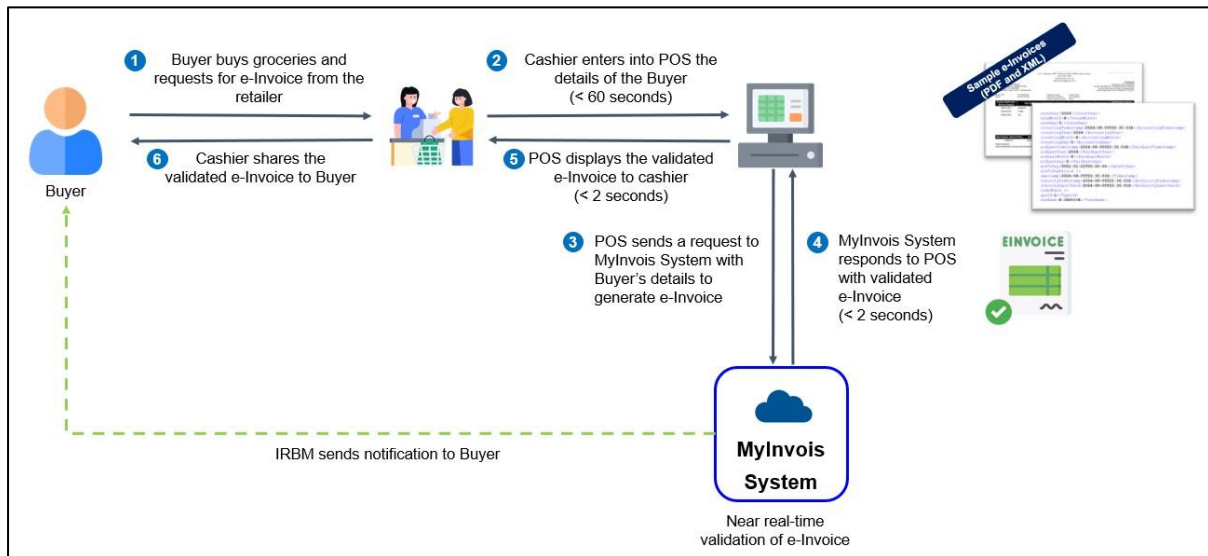 1 Buyer buys groceries and
requests for e-Invoice from the
retailer
2 Cashier enters into POS the
details of the Buyer
(< 60 seconds)
Sample e-Invoices
(PDF and XML)
6 Cashier shares the
validated e-Invoice to Buyer
5 POS displays the validated
e-Invoice to cashier
(< 2 seconds)
Buyer
3 POS sends a request to
MyInvois System with
Buyer’s details to
generate e-Invoice
4 MyInvois System
responds to POS
with validated
e-Invoice
(< 2 seconds)
EINVOICE
IRBM sends notification to Buyer
MyInvois
System
Near real-time
validation of e-Invoice